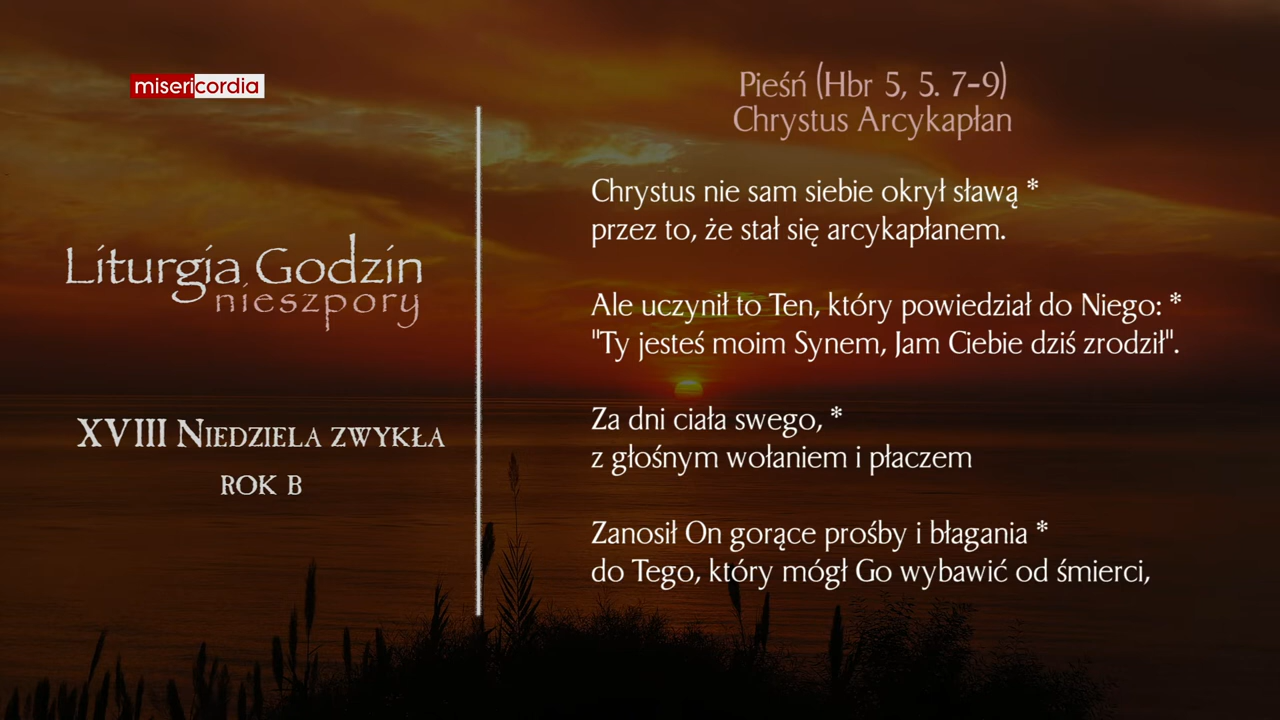 misericordia
Liturgia Godzin
nieszpory
XVIII Niedziela zwykła
rok B
Pieśń (Hbr 5, 5. 7-9)
Chrystus Arcykapłan
Chrystus nie sam siebie okrył sławą *
przez to, że stał się arcykapłanem.
Ale uczynił to Ten, który powiedział do Niego: *
"Ty jesteś moim Synem, Jam Ciebie dziś zrodził".
Za dni ciała swego, *
z głośnym wołaniem i płaczem
Zanosił On gorące prośby i błagania *
do Tego, który mógł Go wybawić od śmierci,